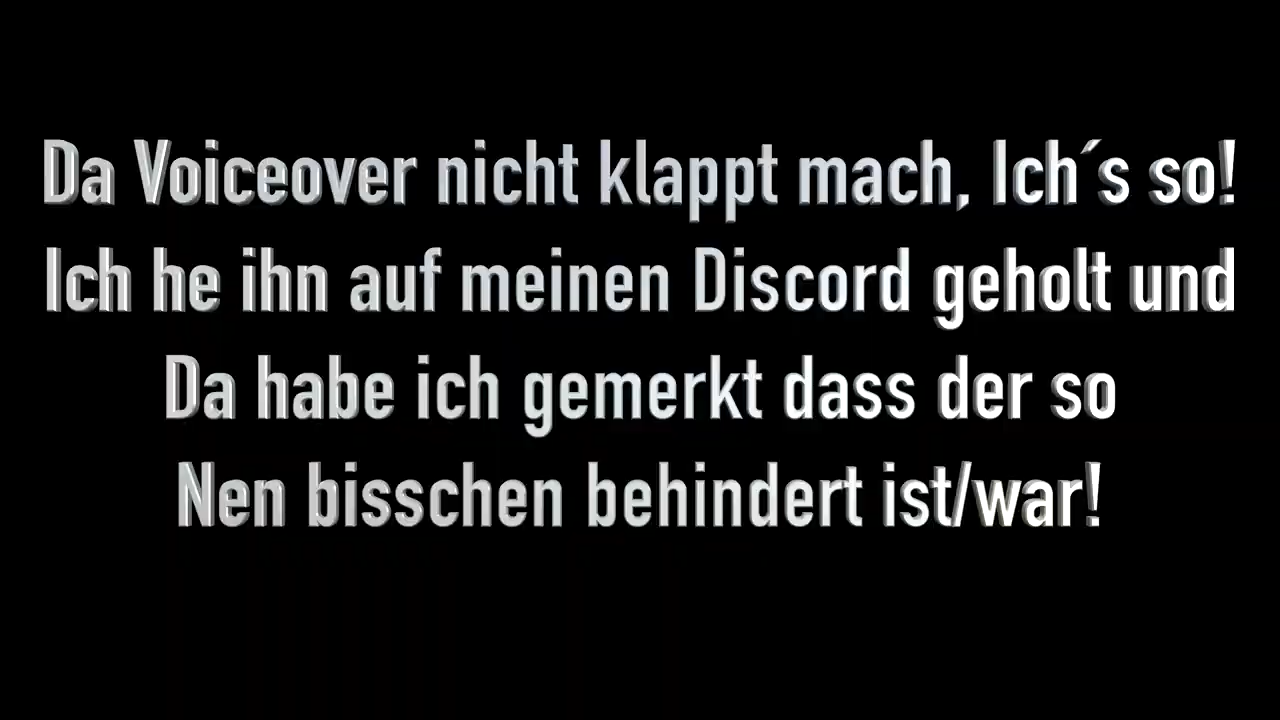 Da Voiceover nicht klappt mach, Ich´s so!
Ich he ihn auf meinen Discord geholt und
Da habe ich gemerkt dass der so
Nen bisschen behindert ist/war!